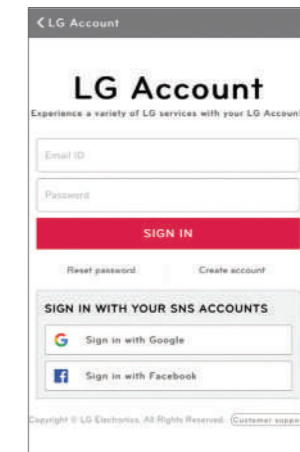 LG Account
LG Account
Experience a variety of LG services with your LG Account
Email ID
Password
SIGN IN
Reset password
Create account
SIGN IN WITH YOUR SNS ACCOUNTS
Sign in with Google
Sign in with Facebook
Copyright © LG Electronics. All Rights Reserved. Customer suppo